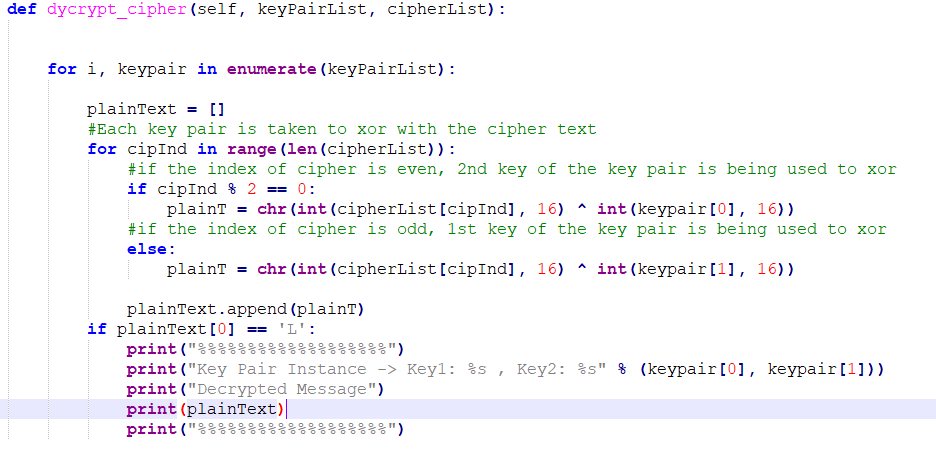 def dycrypt_cipher(self, keyPairList, cipherList):
    for i, keypair in enumerate(keyPairList):
        plainText = []
        #Each key pair is taken to xor with the cipher text
        for cipInd in range(len(cipherList)):
            #if the index of cipher is even, 2nd key of the key pair is being used to xor
            if cipInd % 2 == 0:
                plainT = chr(int(cipherList[cipInd], 16) ^ int(keypair[0], 16))
            #if the index of cipher is odd, 1st key of the key pair is being used to xor
            else:
                plainT = chr(int(cipherList[cipInd], 16) ^ int(keypair[1], 16))
            plainText.append(plainT)
        if plainText[0] == 'L':
            print("%%%%%%%%%%%%%%%%%%%")
            print("Key Pair Instance -> Key1: %s , Key2: %s" % (keypair[0], keypair[1]))
            print("Decrypted Message")
            print(plainText)
            print("%%%%%%%%%%%%%%%%%%%")